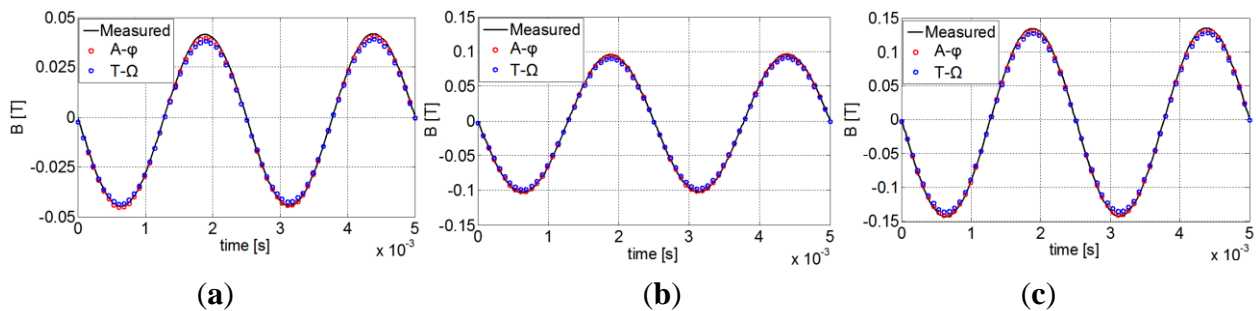 0.05
0.025
0
-0.025
-0.05
B [T]
Measured
A-φ
T-Ω
0 1 2 3 4 5
time [s]
x 10⁻³
(a)
0.15
0.1
0.05
0
-0.05
-0.1
-0.15
B [T]
Measured
A-φ
T-Ω
0 1 2 3 4 5
time [s]
x 10⁻³
(b)
0.15
0.1
0.05
0
-0.05
-0.1
-0.15
B [T]
Measured
A-φ
T-Ω
0 1 2 3 4 5
time [s]
x 10⁻³
(c)